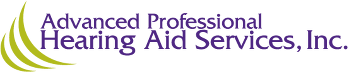 Advanced Professional
Hearing Aid Services, Inc.